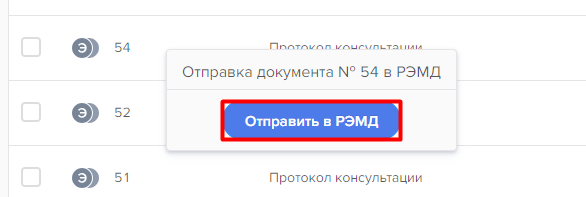 Э 54 Протокол консультации
Отправка документа № 54 в РЭМД
Э 52
Отправить в РЭМД
Э 51 Протокол консультации